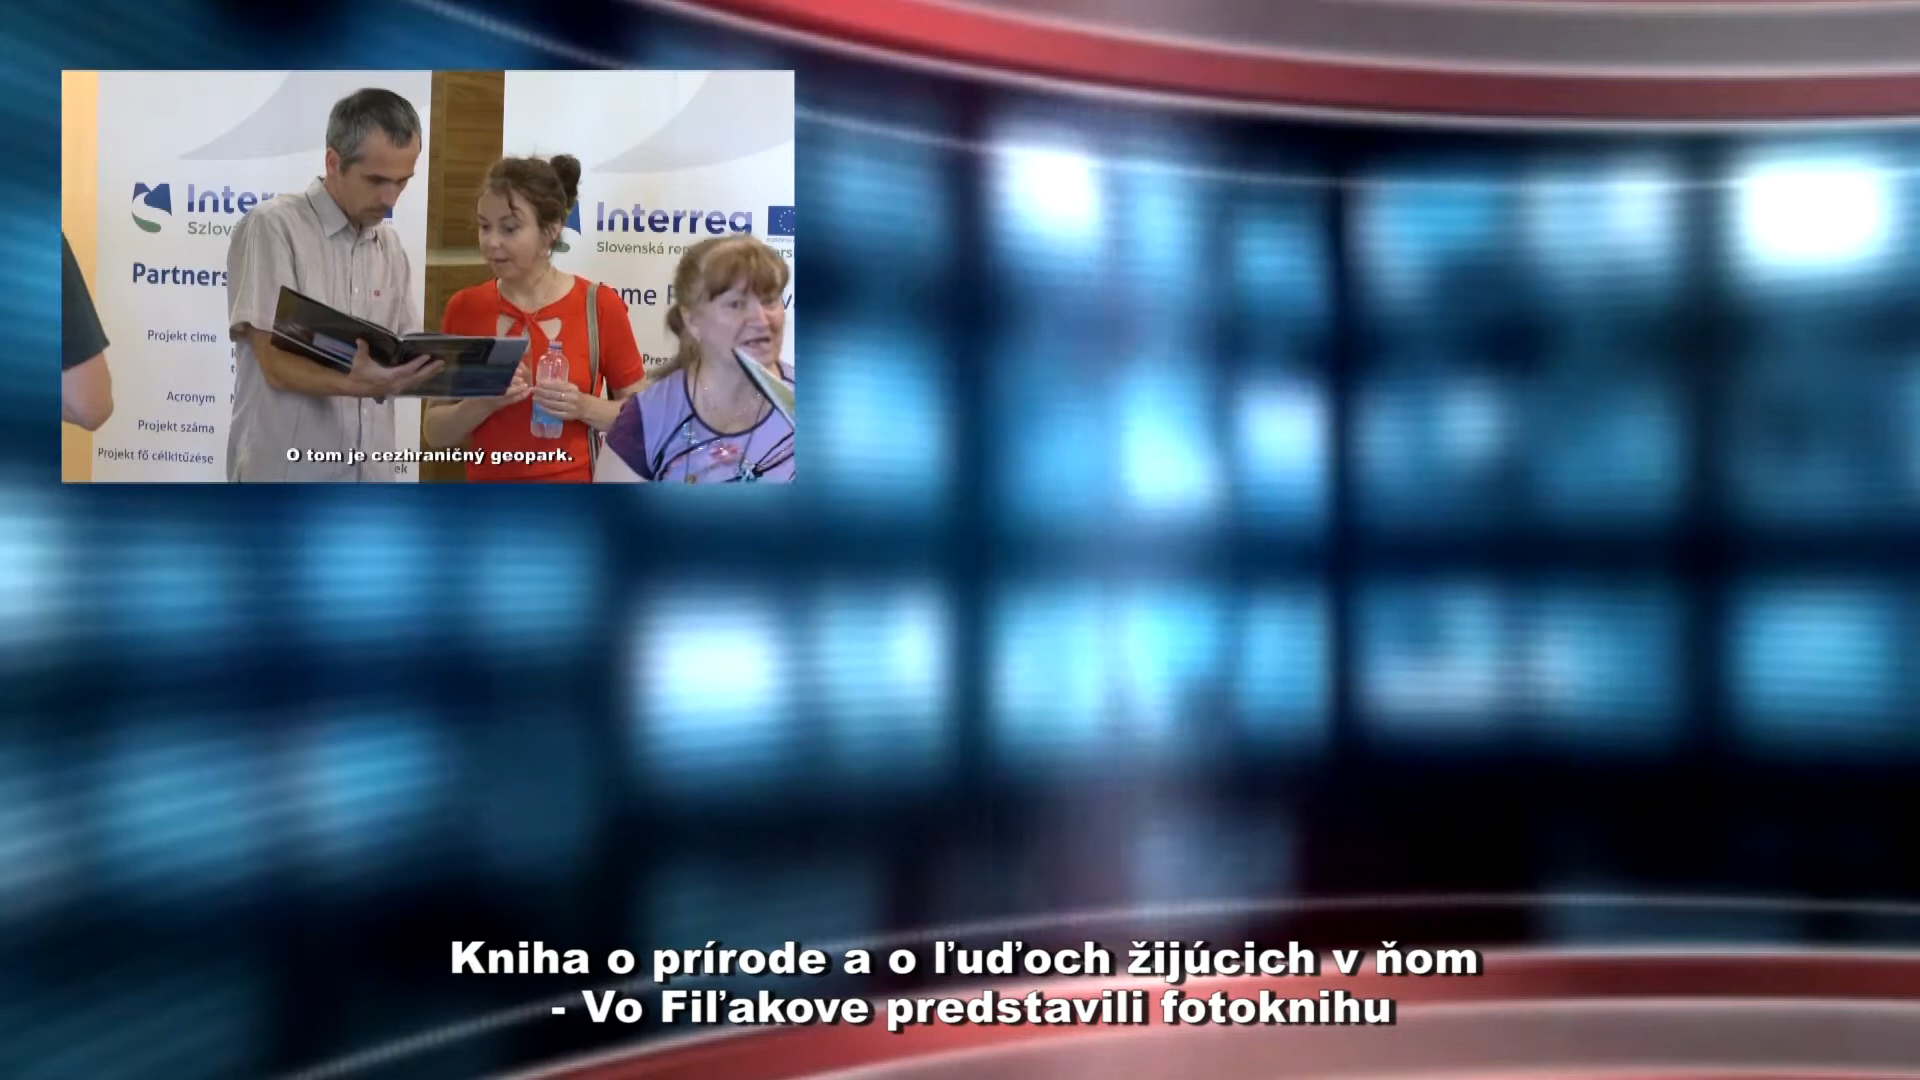 Interreg
Slovenská
Partners
Projekt címe
Acronym
Projekt száma
Projekt fő célkitűzése
O tom je cezhraničný geopark.
Kniha o prírode a o ľuďoch žijúcich v ňom
- Vo Fiľakove predstavili fotoknihu